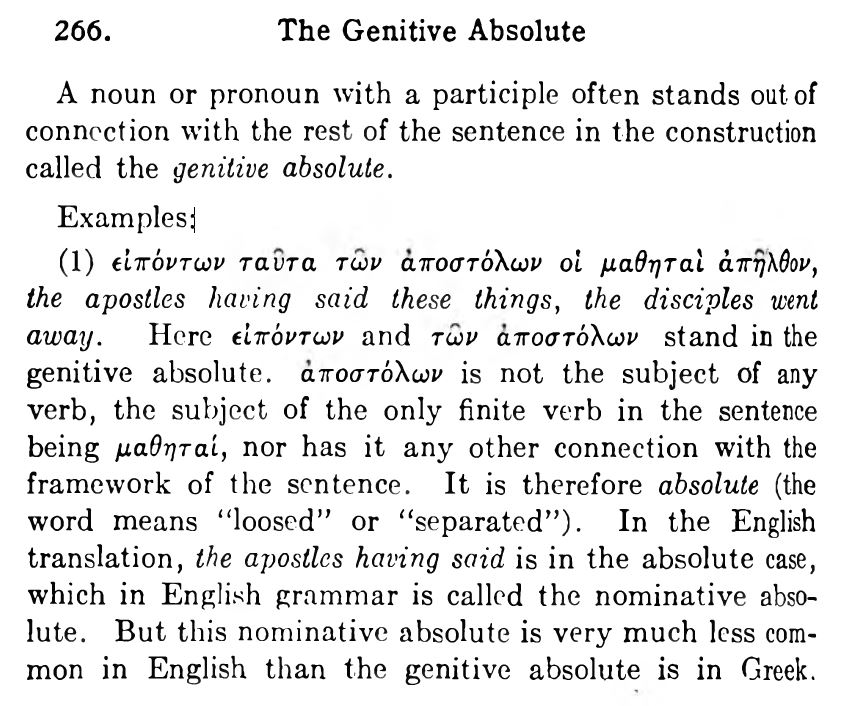 266. The Genitive Absolute
A noun or pronoun with a participle often stands out of
connection with the rest of the sentence in the construction
called the genitive absolute.
Examples:
(1) εἰπόντων ταῦτα τῶν ἀποστόλων οἱ μαθηταὶ ἀπῆλθον,
the apostles having said these things, the disciples went
away. Here εἰπόντων and τῶν ἀποστόλων stand in the
genitive absolute. ἀποστόλων is not the subject of any
verb, the subject of the only finite verb in the sentence
being μαθηταί, nor has it any other connection with the
framework of the sentence. It is therefore absolute (the
word means “loosed” or “separated”). In the English
translation, the apostles having said is in the absolute case,
which in English grammar is called the nominative abso-
lute. But this nominative absolute is very much less com-
mon in English than the genitive absolute is in Greek.